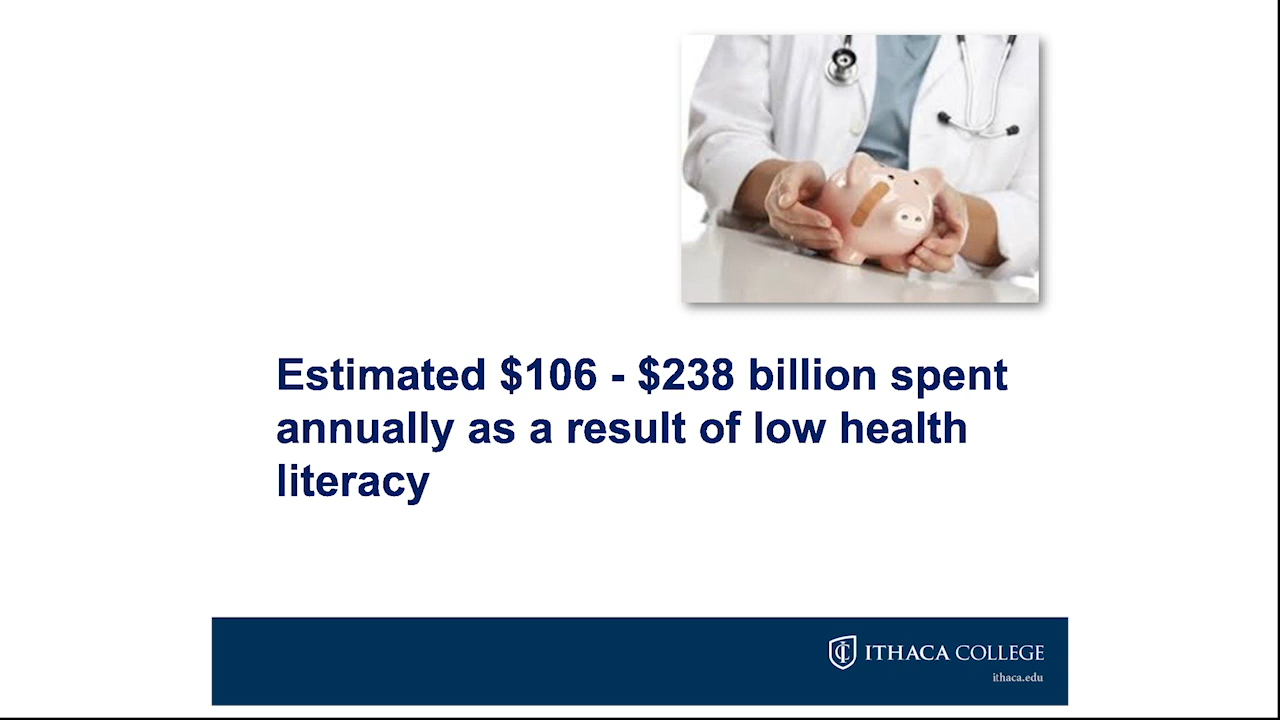 Estimated $106 - $238 billion spent
annually as a result of low health
literacy
ITHACA COLLEGE
ithaca.edu